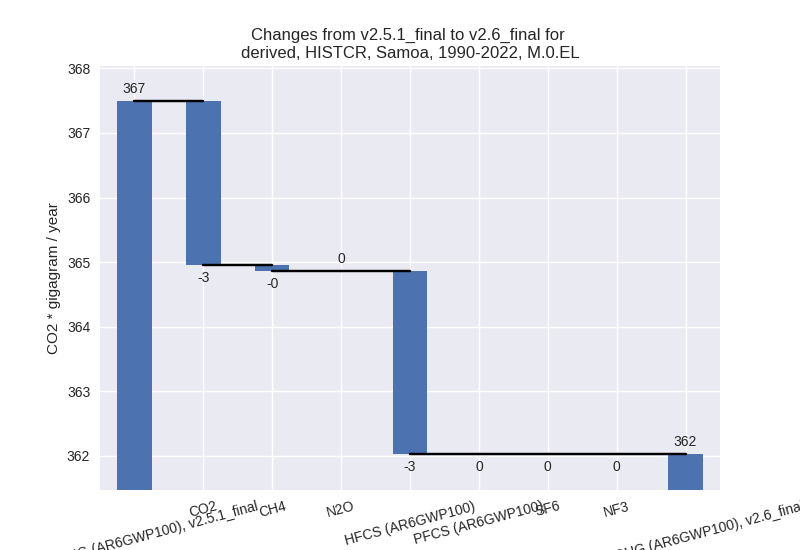 Changes from v2.5.1_final to v2.6_final for
derived, HISTCR, Samoa, 1990-2022, M.0.EL
CO2 * gigagram / year
368
367
366
365
364
363
362
367
-3
-0
0
-3
0
0
0
362
(AR6GWP100), v2.5.1_final
CO2
CH4
N2O
HFCS (AR6GWP100)
PFCS (AR6GWP100)
SF6
NF3
(AR6GWP100), v2.6_final